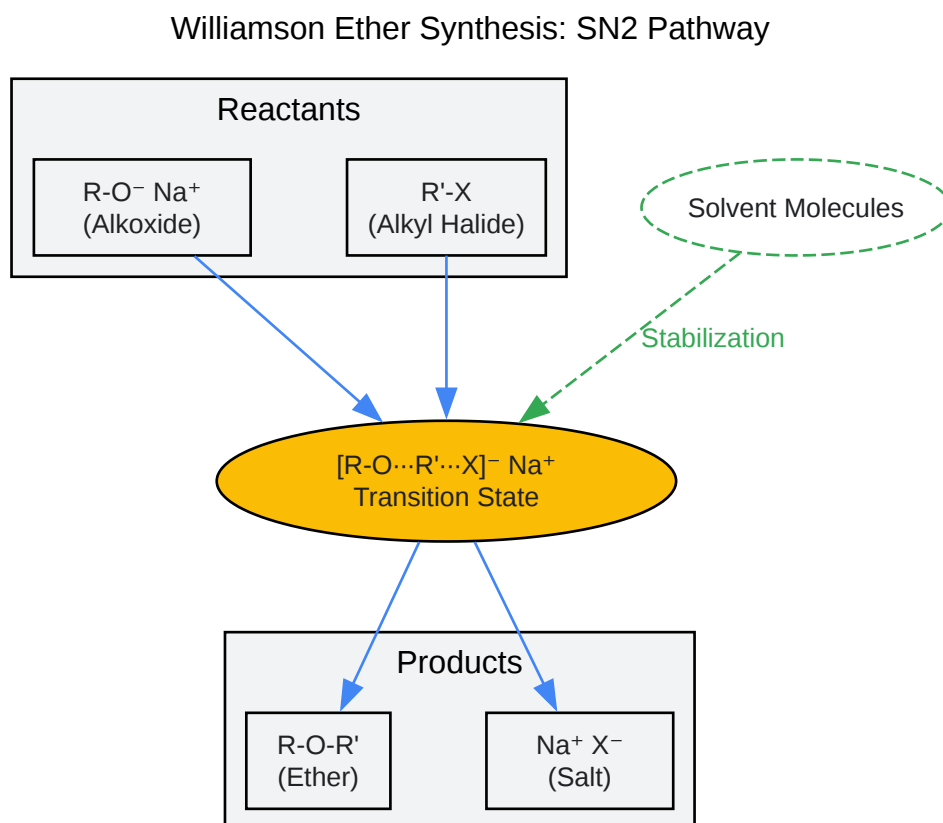 Williamson Ether Synthesis: SN2 Pathway
Reactants
R-O⁻ Na⁺
(Alkoxide)
R'-X
(Alkyl Halide)
Solvent Molecules
Stabilization
[R-O···R'···X]⁻ Na⁺
Transition State
Products
R-O-R'
(Ether)
Na⁺ X⁻
(Salt)